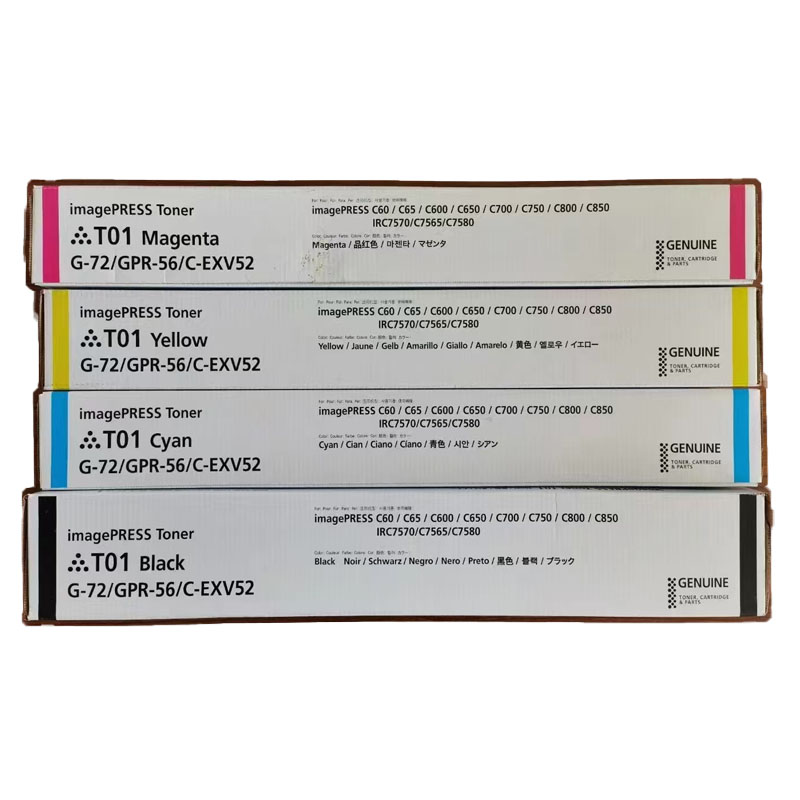 imagePRESS Toner
T01 Magenta
G-72/GPR-56/C-EXV52
imagePRESS C60 / C65 / C600 / C650 / C700 / C750 / C800 / C850
IRC7570/C7565/C7580
Magenta / 品红色 / 마젠타 / マゼンタ
GENUINE
TONER, CARTRIDGE
& PARTS
imagePRESS Toner
T01 Yellow
G-72/GPR-56/C-EXV52
imagePRESS C60 / C65 / C600 / C650 / C700 / C750 / C800 / C850
IRC7570/C7565/C7580
Yellow / Jaune / Gelb / Amarillo / Giallo / Amarelo / 黄色 / 옐로우 / イエロー
GENUINE
TONER, CARTRIDGE
& PARTS
imagePRESS Toner
T01 Cyan
G-72/GPR-56/C-EXV52
imagePRESS C60 / C65 / C600 / C650 / C700 / C750 / C800 / C850
IRC7570/C7565/C7580
Cyan / Cian / Ciano / Ciano / 青色 / 시안 / シアン
GENUINE
TONER, CARTRIDGE
& PARTS
imagePRESS Toner
T01 Black
G-72/GPR-56/C-EXV52
imagePRESS C60 / C65 / C600 / C650 / C700 / C750 / C800 / C850
IRC7570/C7565/C7580
Black Noir / Schwarz / Negro / Nero / Preto / 黑色 / 블랙 / ブラック
GENUINE
TONER, CARTRIDGE
& PARTS